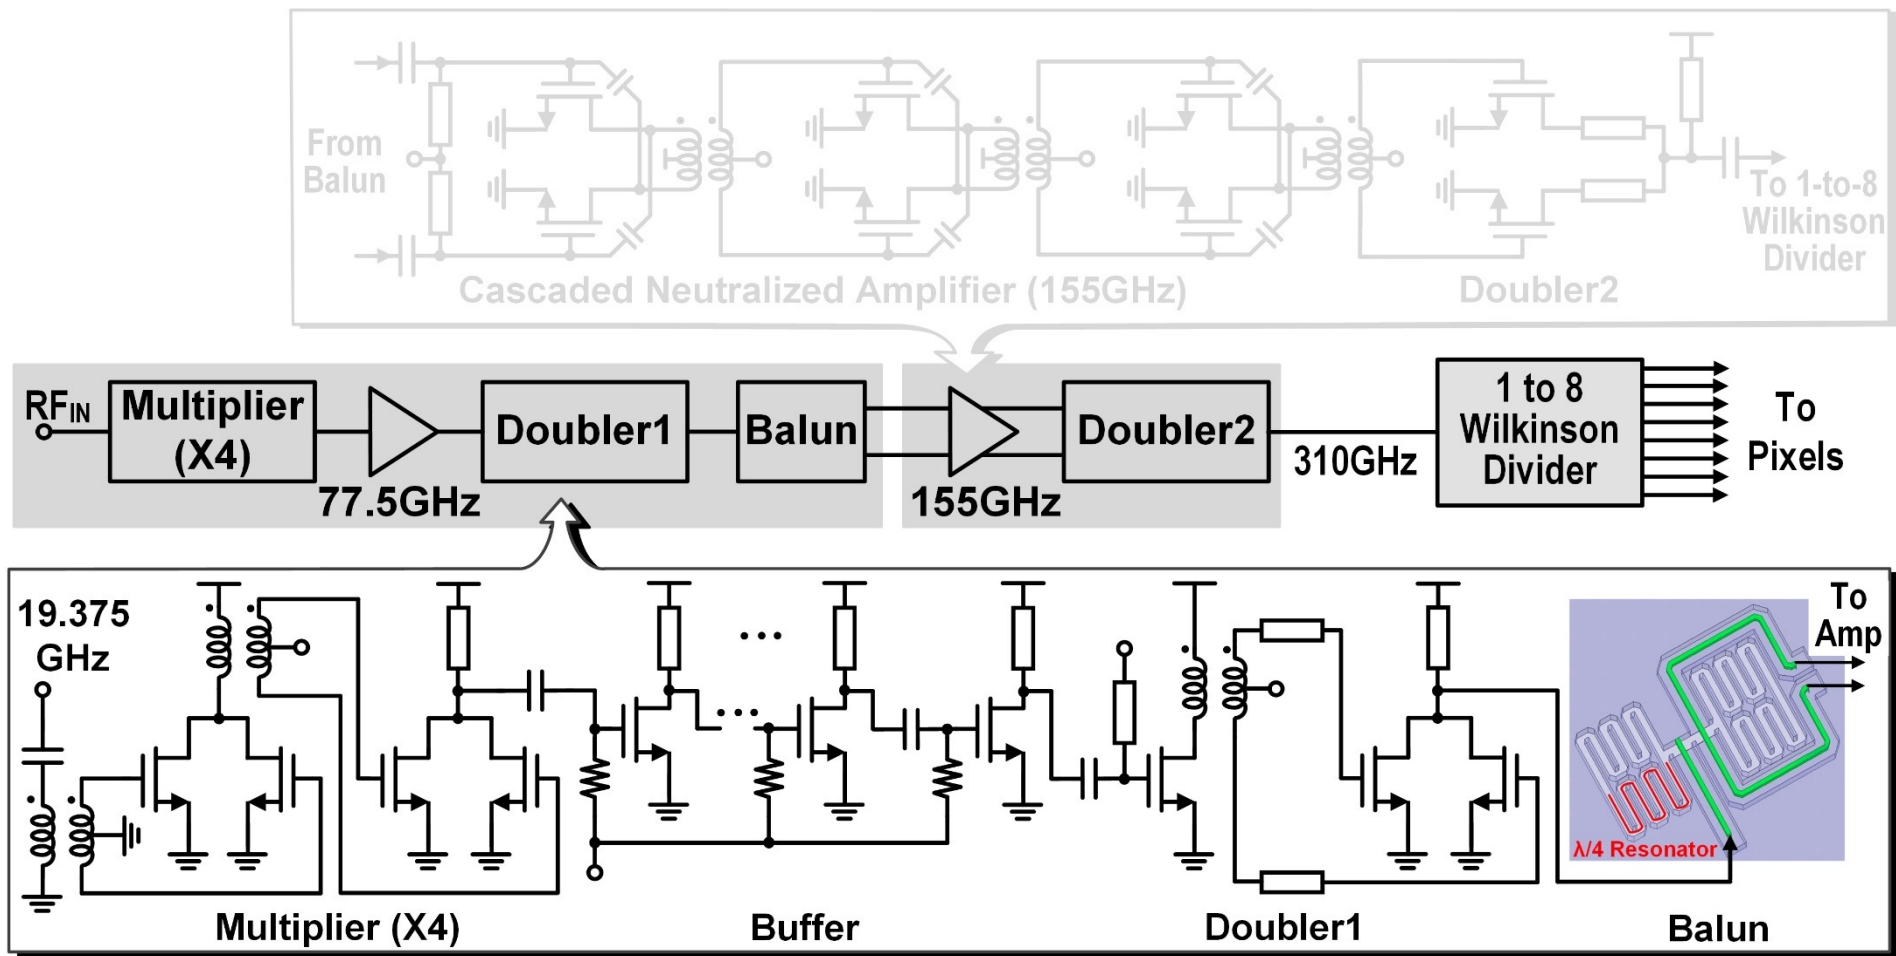 From
Balun
To 1-to-8
Wilkinson
Divider
Cascaded Neutralized Amplifier (155GHz)
Doubler2
RFIN
Multiplier
(X4)
77.5GHz
Doubler1
Balun
155GHz
Doubler2
310GHz
1 to 8
Wilkinson
Divider
To
Pixels
19.375
GHz
• • •
• • •
To
Amp
λ/4 Resonator
Multiplier (X4)
Buffer
Doubler1
Balun